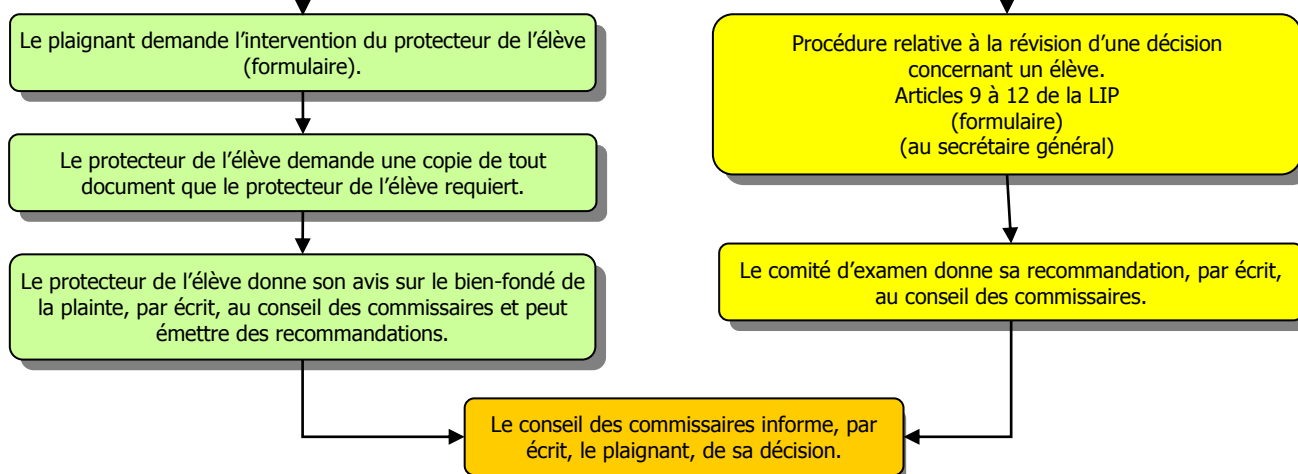 Le plaignant demande l’intervention du protecteur de l’élève
(formulaire).
Le protecteur de l’élève demande une copie de tout
document que le protecteur de l’élève requiert.
Le protecteur de l’élève donne son avis sur le bien-fondé de
la plainte, par écrit, au conseil des commissaires et peut
émettre des recommandations.
Procédure relative à la révision d’une décision
concernant un élève.
Articles 9 à 12 de la LIP
(formulaire)
(au secrétaire général)
Le comité d’examen donne sa recommandation, par écrit,
au conseil des commissaires.
Le conseil des commissaires informe, par
écrit, le plaignant, de sa décision.